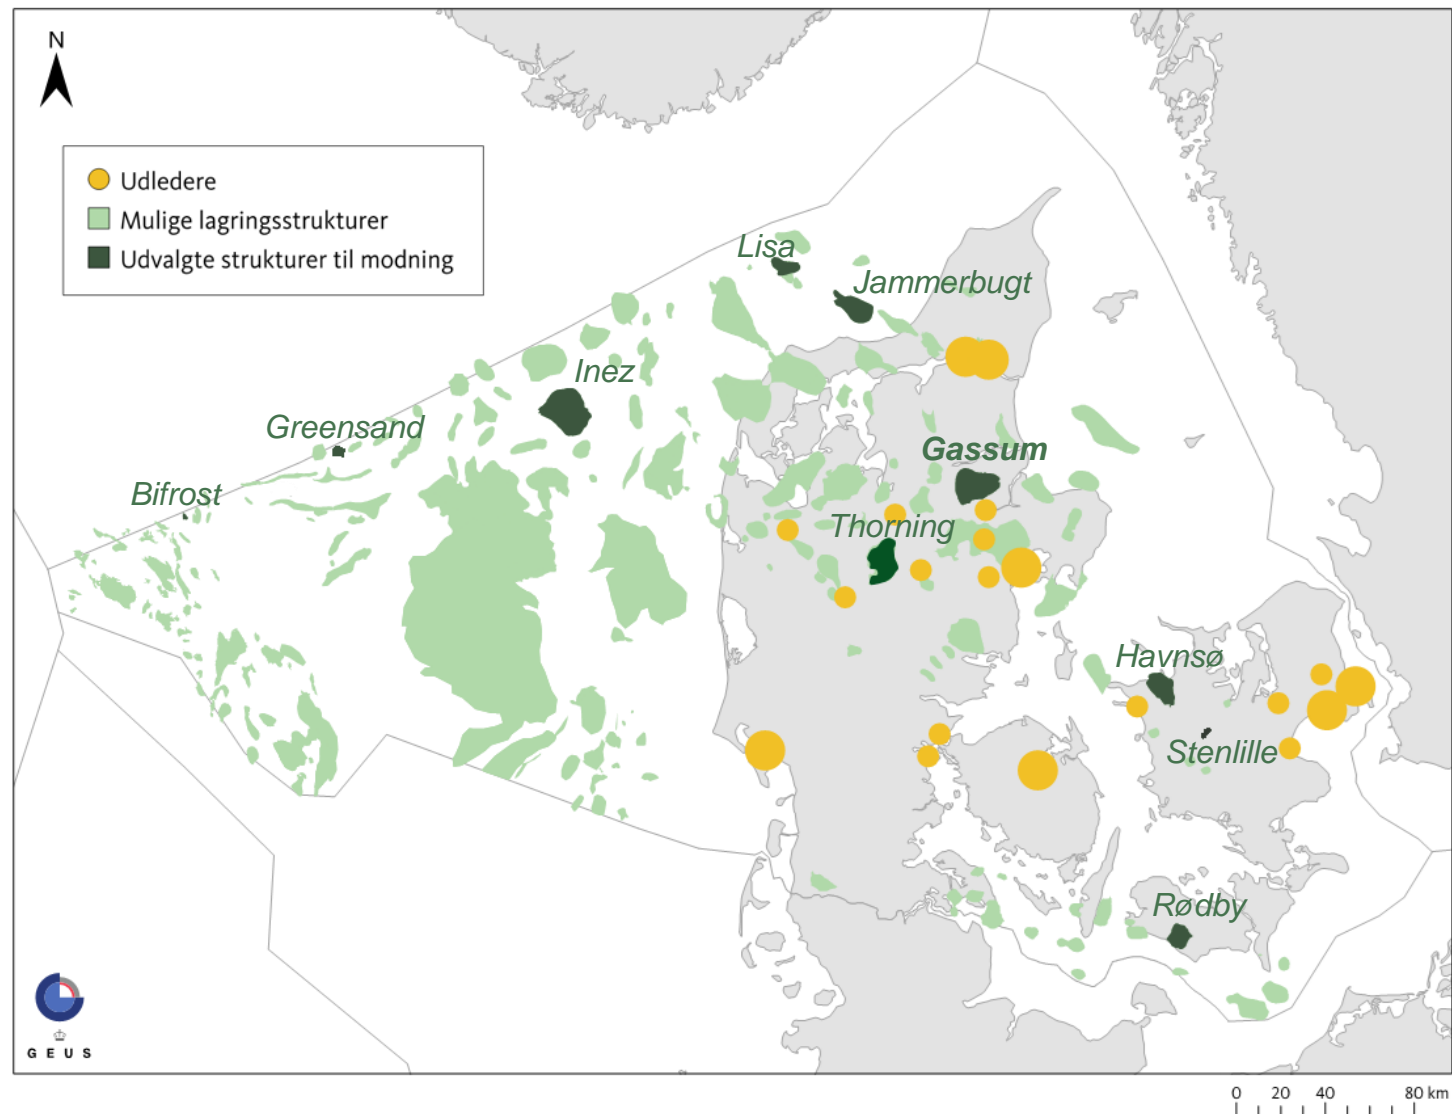 N
Udledere
Mulige lagringsstrukturer
Udvalgte strukturer til modning
Lisa
Jammerbugt
Inez
Greensand
Gassum
Bifrost
Thorning
Havnsø
Stenlille
Rødby
G E U S
0 20 40 80 km